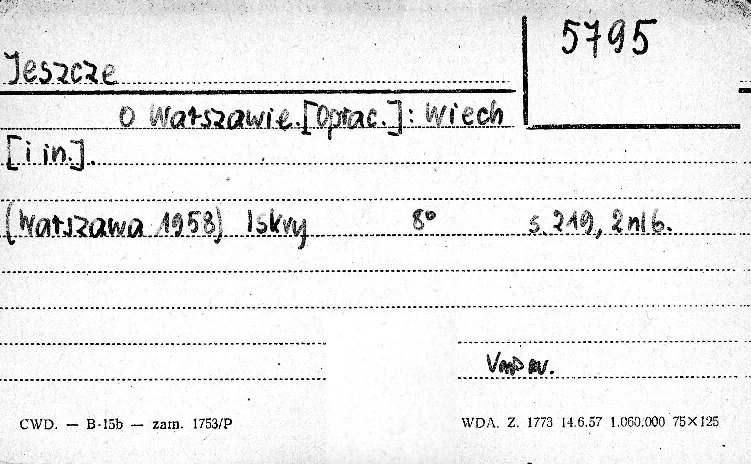 5795
Jeszcze
o Warszawie. [Oprac.]: Wiech
[i in.].
(Warszawa 1958) Iskry 8° s. 219, 2 nlb.
CWD. — B-15b — zam. 1753/P WDA. Z. 1773 14.6.57 1.060.000 75×125